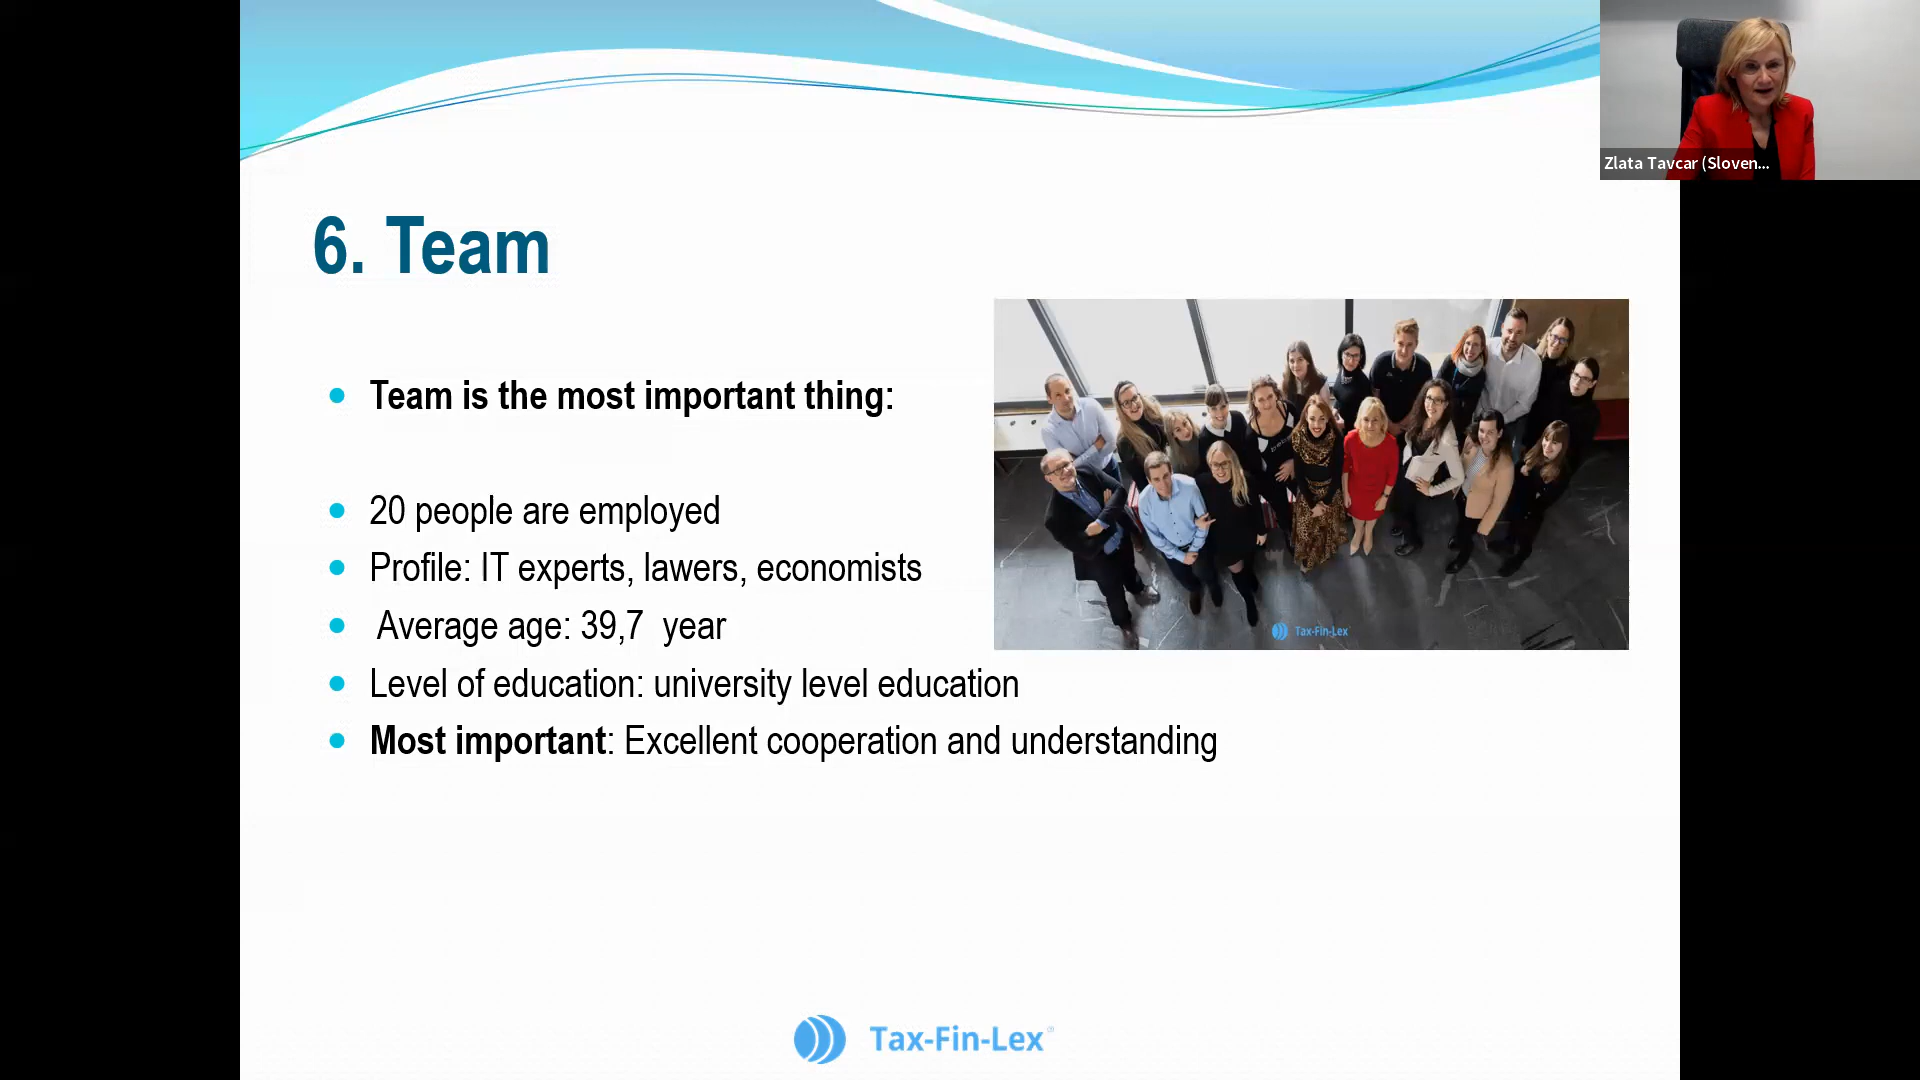 Zlata Tavcar (Sloven...
6. Team
Team is the most important thing:
20 people are employed
Profile: IT experts, lawers, economists
Average age: 39,7 year
Level of education: university level education
Most important: Excellent cooperation and understanding
Tax-Fin-Lex
Tax-Fin-Lex